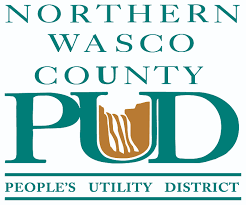 NORTHERN
WASCO
COUNTY
PUD
PEOPLE'S UTILITY DISTRICT